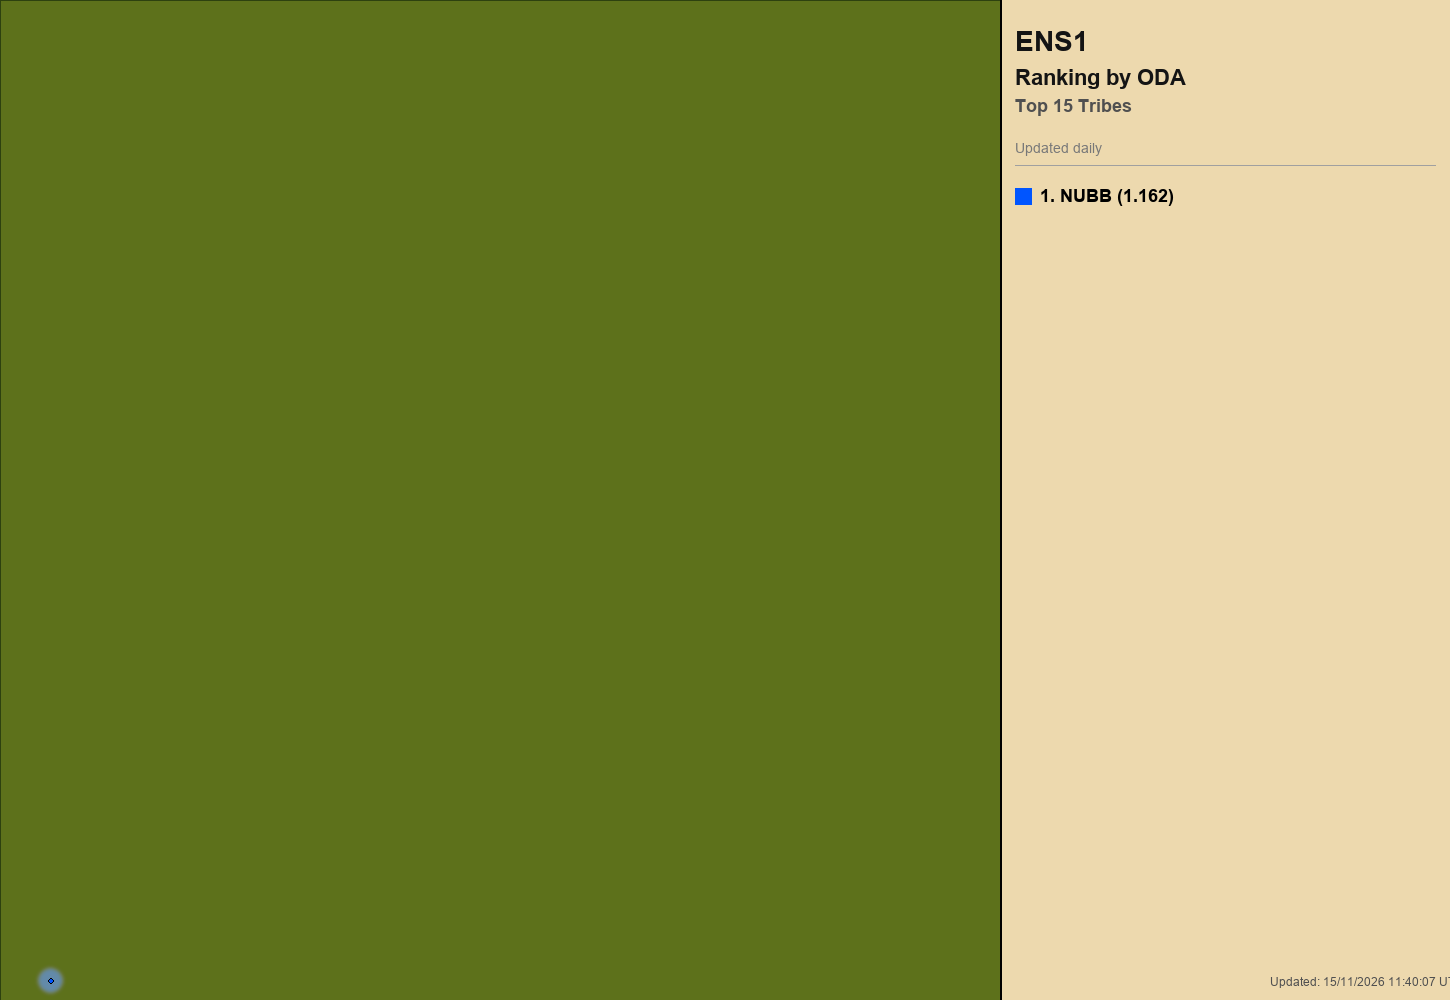 ENS1
Ranking by ODA
Top 15 Tribes
Updated daily
1. NUBB (1.162)
Updated: 15/11/2026 11:40:07